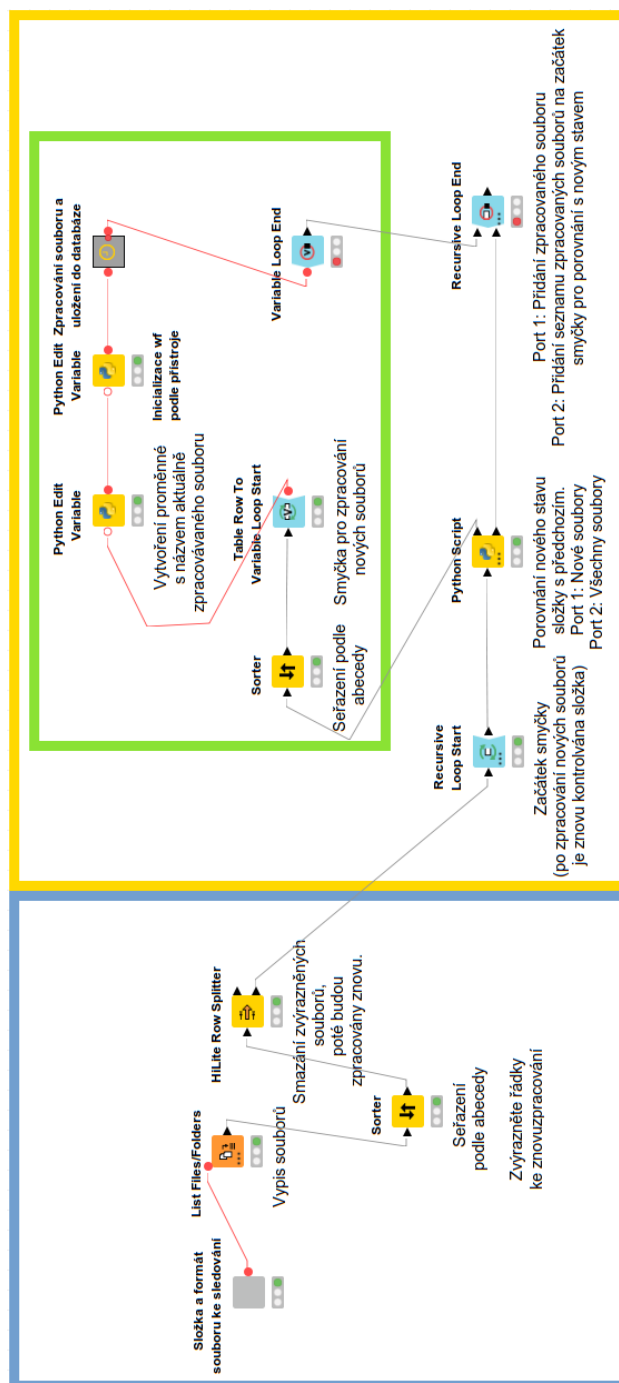 Složka a formát
souboru ke sledování
List Files/Folders
Vypis souborů
HiLite Row Splitter
Smazání zvýrazněných
souborů,
poté budou
zpracovány znovu.
Sorter
Seřazení
podle abecedy
Zvýrazněte řádky
ke znovuzpracování
Python Edit
Variable
Vytvoření proměnné
s názvem aktuálně
zpracovávaného souboru
Python Edit
Variable
Inicializace wf
podle přístroje
Zpracování souboru a
uložení do databáze
Sorter
Seřazení podle
abecedy
Table Row To
Variable Loop Start
Smyčka pro zpracování
nových souborů
Variable Loop End
Recursive
Loop Start
Začátek smyčky
(po zpracování nových souborů
je znovu kontrolvána složka)
Python Script
Porovnání nového stavu
složky s předchozím.
Port 1: Nové soubory
Port 2: Všechny soubory
Recursive Loop End
Port 1: Přidání zpracovaného souboru
Port 2: Přidání seznamu zpracovaných souborů na začátek
smyčky pro porovnání s novým stavem